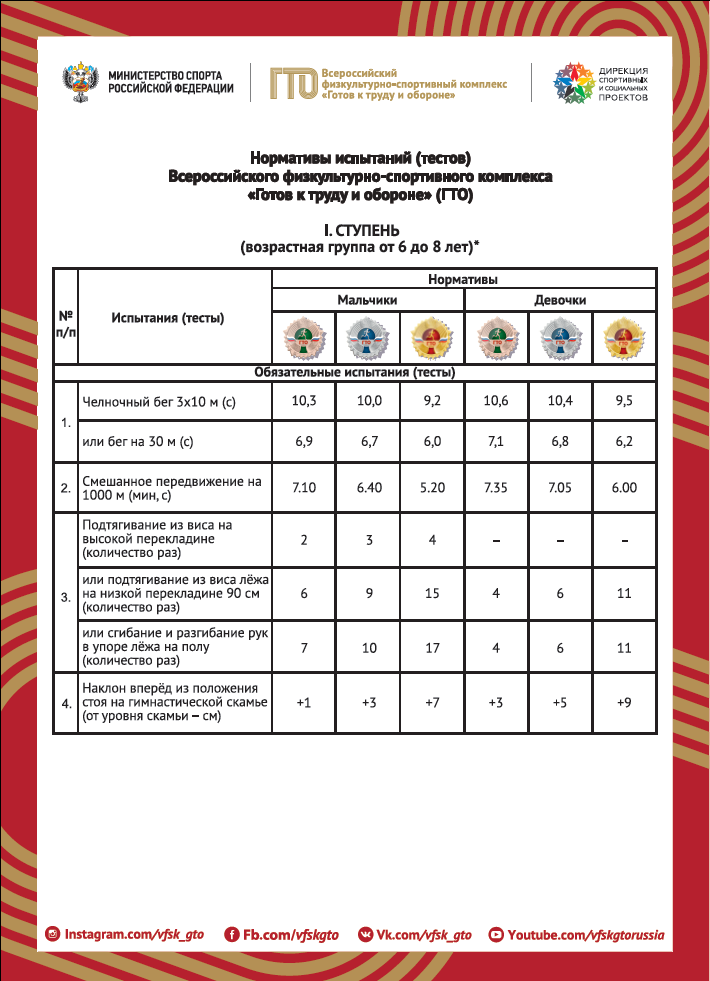 МИНИСТЕРСТВО СПОРТА
РОССИЙСКОЙ ФЕДЕРАЦИИ
ГТО
Всероссийский
физкультурно-спортивный комплекс
«Готов к труду и обороне»
ДИРЕКЦИЯ
СПОРТИВНЫХ
И СОЦИАЛЬНЫХ
ПРОЕКТОВ
Нормативы испытаний (тестов)
Всероссийского физкультурно-спортивного комплекса
«Готов к труду и обороне» (ГТО)
I. СТУПЕНЬ
(возрастная группа от 6 до 8 лет)*
№ п/п
Испытания (тесты)
Нормативы
Мальчики
Девочки
ГТО ГТО ГТО ГТО ГТО ГТО
Обязательные испытания (тесты)
1.
Челночный бег 3х10 м (с) 10,3 10,0 9,2 10,6 10,4 9,5
или бег на 30 м (с) 6,9 6,7 6,0 7,1 6,8 6,2
2.
Смешанное передвижение на
1000 м (мин, с) 7.10 6.40 5.20 7.35 7.05 6.00
3.
Подтягивание из виса на
высокой перекладине
(количество раз) 2 3 4 – – –
или подтягивание из виса лёжа
на низкой перекладине 90 см
(количество раз) 6 9 15 4 6 11
или сгибание и разгибание рук
в упоре лёжа на полу
(количество раз) 7 10 17 4 6 11
4.
Наклон вперёд из положения
стоя на гимнастической скамье
(от уровня скамьи – см) +1 +3 +7 +3 +5 +9
Instagram.com/vfsk_gto Fb.com/vfskgto Vk.com/vfsk_gto Youtube.com/vfskgtorussia